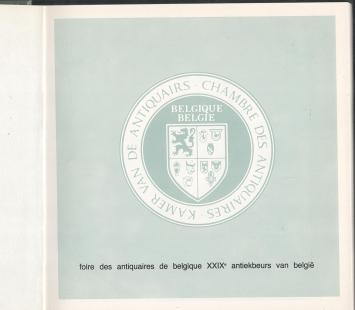 KAMER VAN DE ANTIQUAIRS · CHAMBRE DES ANTIQUAIRES ·
BELGIQUE
BELGIE
foire des antiquaires de belgique XXIXe antiekbeurs van belgië